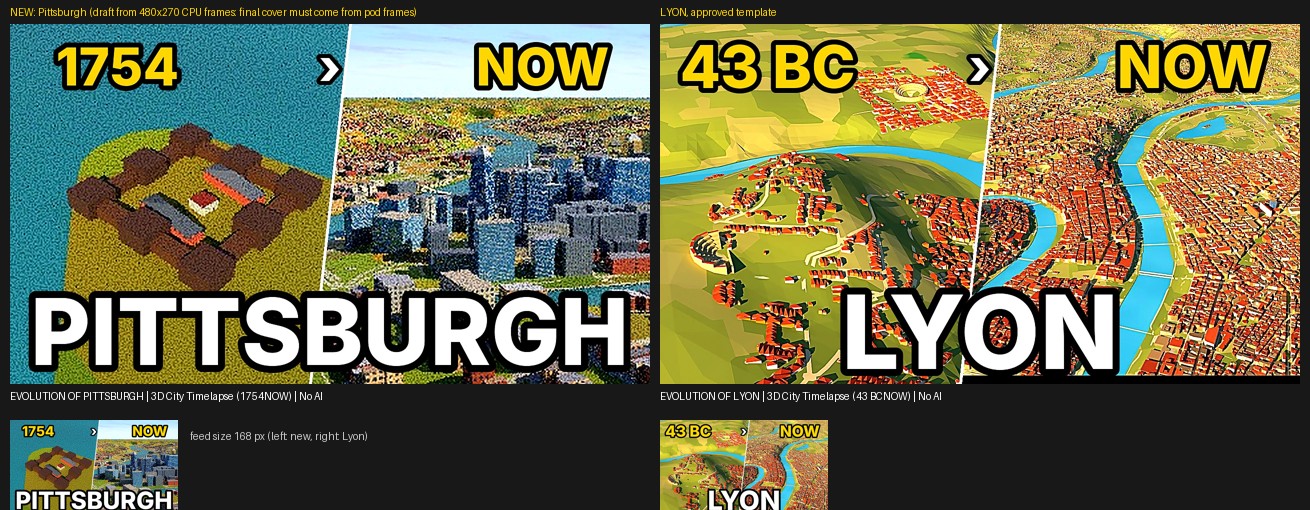 NEW: Pittsburgh (draft from 480x270 CPU frames: final cover must come from pod frames)
LYON, approved template
1754 › NOW
PITTSBURGH
43 BC › NOW
LYON
EVOLUTION OF PITTSBURGH | 3D City Timelapse (1754NOW) | No AI
EVOLUTION OF LYON | 3D City Timelapse (43 BCNOW) | No AI
1754 › NOW
PITTSBURGH
feed size 168 px (left: new, right: Lyon)
43 BC › NOW
LYON